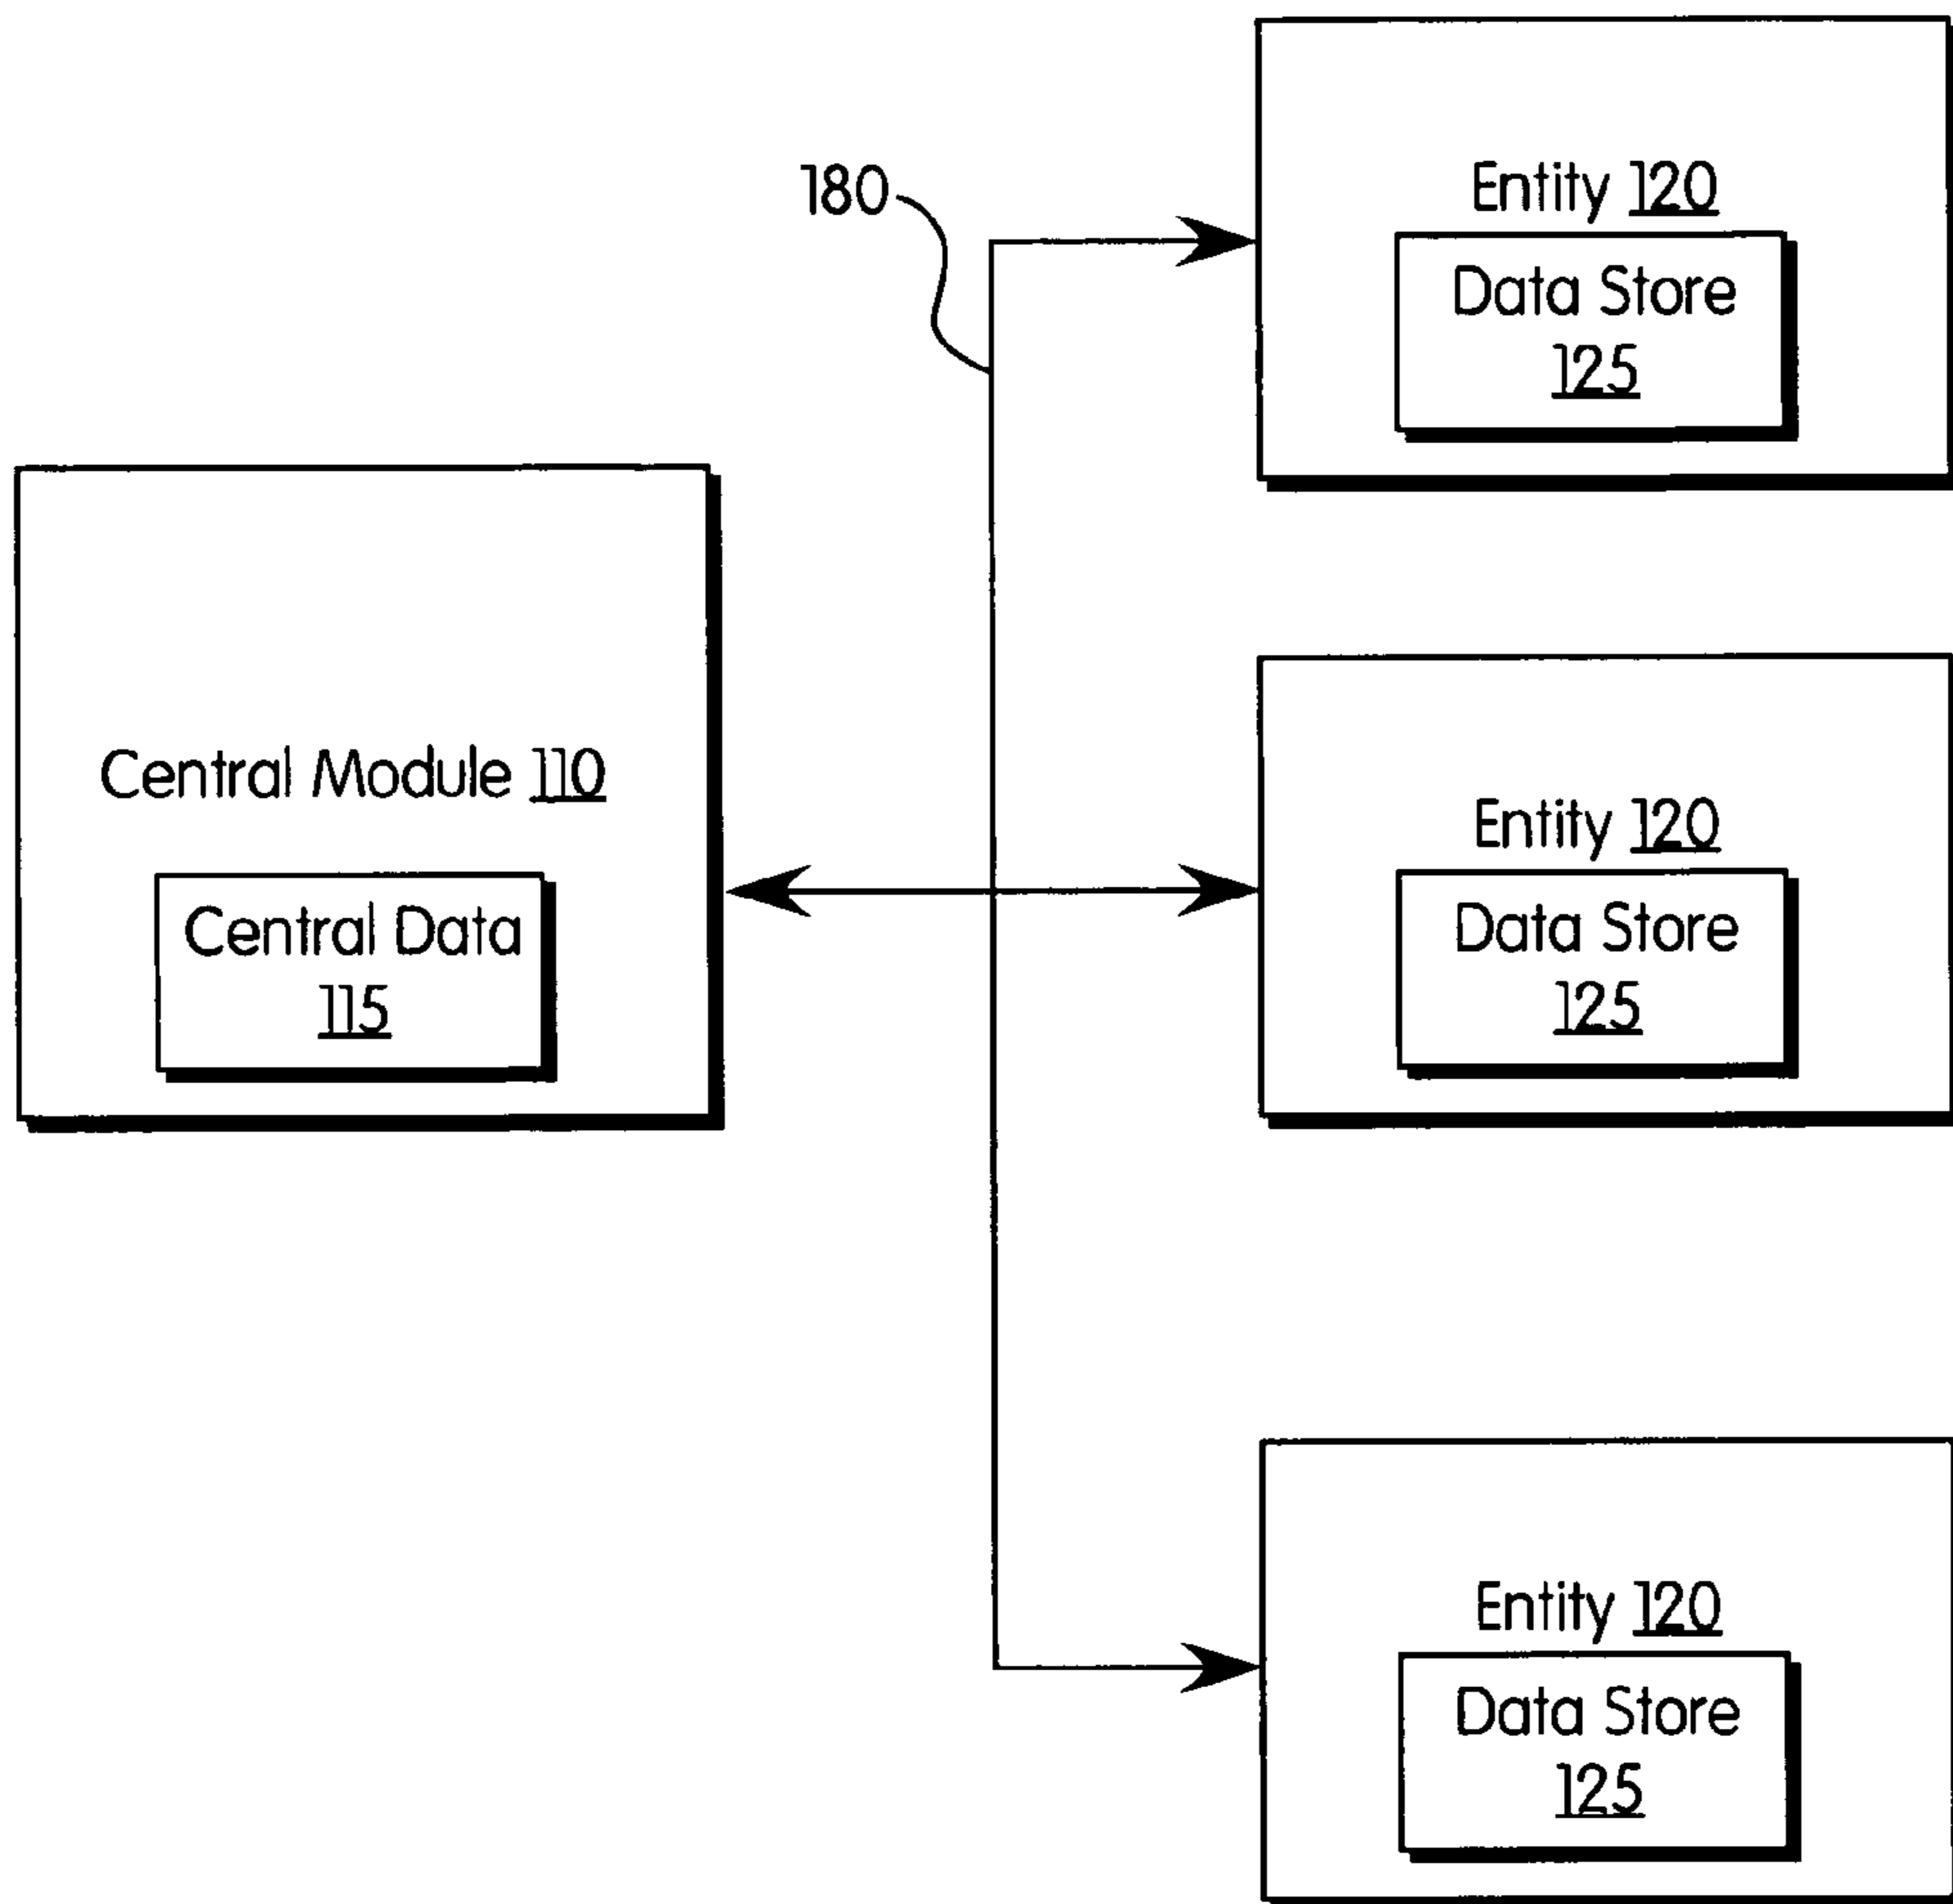 180
Entity 120
Data Store
125
Central Module 110
Central Data
115
Entity 120
Data Store
125
Entity 120
Data Store
125